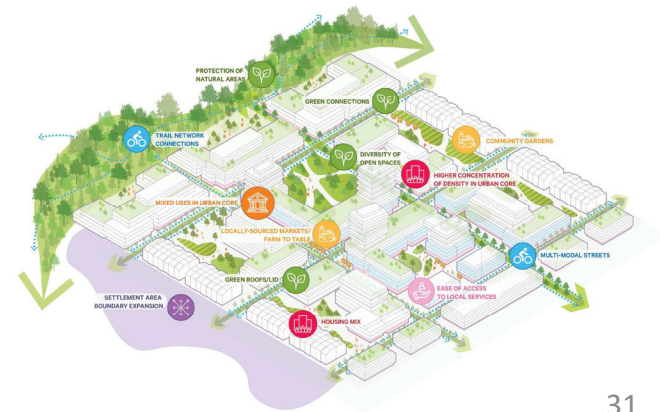 PROTECTION OF
NATURAL AREAS
GREEN CONNECTIONS
TRAIL NETWORK
CONNECTIONS
COMMUNITY GARDENS
DIVERSITY OF
OPEN SPACES
HIGHER CONCENTRATION
OF DENSITY IN URBAN CORE
MIXED USES IN URBAN CORE
LOCALLY-SOURCED MARKETS/
FARM TO TABLE
MULTI-MODAL STREETS
GREEN ROOFS/LID
EASE OF ACCESS
TO LOCAL SERVICES
SETTLEMENT AREA
BOUNDARY EXPANSION
HOUSING MIX
31